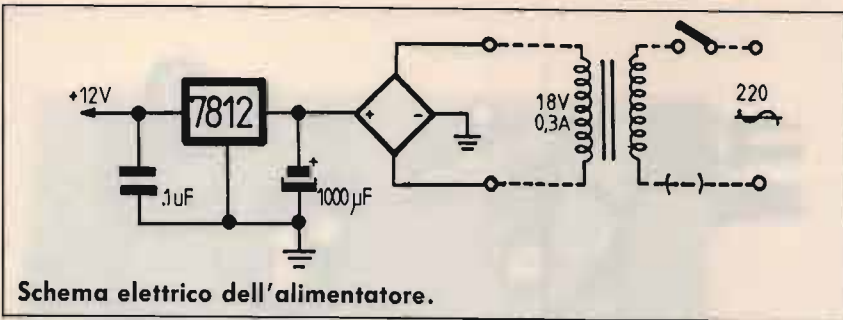 +12V
7812
.1uF
+
1000 µF
+
-
18V
0,3A
220
Schema elettrico dell'alimentatore.